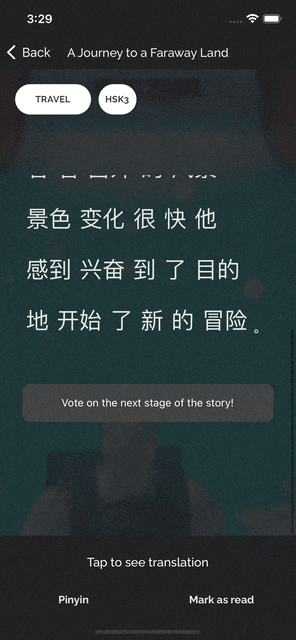 3:29
Back A Journey to a Faraway Land
TRAVEL HSK3
景色 变化 很 快 他
感到 兴奋 到 了 目的
地 开始 了 新 的 冒险 。
Vote on the next stage of the story!
Tap to see translation
Pinyin Mark as read